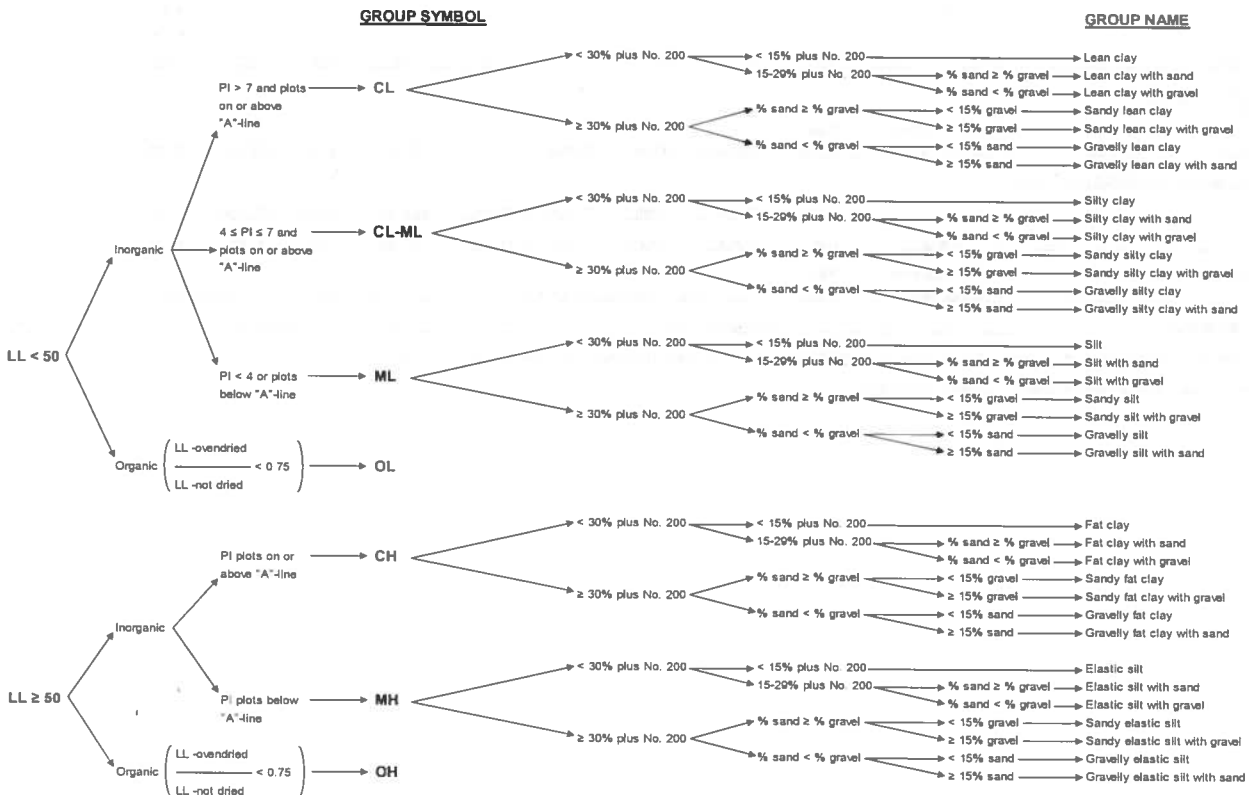 GROUP SYMBOL
GROUP NAME
LL < 50
Inorganic
PI > 7 and plots
on or above
"A"-line
CL
< 30% plus No. 200
< 15% plus No. 200
Lean clay
15-29% plus No. 200
% sand ≥ % gravel
Lean clay with sand
% sand < % gravel
Lean clay with gravel
≥ 30% plus No. 200
% sand ≥ % gravel
< 15% gravel
Sandy lean clay
≥ 15% gravel
Sandy lean clay with gravel
% sand < % gravel
< 15% sand
Gravelly lean clay
≥ 15% sand
Gravelly lean clay with sand
4 ≤ PI ≤ 7 and
plots on or above
"A"-line
CL-ML
< 30% plus No. 200
< 15% plus No. 200
Silty clay
15-29% plus No. 200
% sand ≥ % gravel
Silty clay with sand
% sand < % gravel
Silty clay with gravel
≥ 30% plus No. 200
% sand ≥ % gravel
< 15% gravel
Sandy silty clay
≥ 15% gravel
Sandy silty clay with gravel
% sand < % gravel
< 15% sand
Gravelly silty clay
≥ 15% sand
Gravelly silty clay with sand
PI < 4 or plots
below "A"-line
ML
< 30% plus No. 200
< 15% plus No. 200
Silt
15-29% plus No. 200
% sand ≥ % gravel
Silt with sand
% sand < % gravel
Silt with gravel
≥ 30% plus No. 200
% sand ≥ % gravel
< 15% gravel
Sandy silt
≥ 15% gravel
Sandy silt with gravel
% sand < % gravel
< 15% sand
Gravelly silt
≥ 15% sand
Gravelly silt with sand
Organic
LL -ovendried
LL -not dried
< 0.75
OL
LL ≥ 50
Inorganic
PI plots on or
above "A"-line
CH
< 30% plus No. 200
< 15% plus No. 200
Fat clay
15-29% plus No. 200
% sand ≥ % gravel
Fat clay with sand
% sand < % gravel
Fat clay with gravel
≥ 30% plus No. 200
% sand ≥ % gravel
< 15% gravel
Sandy fat clay
≥ 15% gravel
Sandy fat clay with gravel
% sand < % gravel
< 15% sand
Gravelly fat clay
≥ 15% sand
Gravelly fat clay with sand
PI plots below
"A"-line
MH
< 30% plus No. 200
< 15% plus No. 200
Elastic silt
15-29% plus No. 200
% sand ≥ % gravel
Elastic silt with sand
% sand < % gravel
Elastic silt with gravel
≥ 30% plus No. 200
% sand ≥ % gravel
< 15% gravel
Sandy elastic silt
≥ 15% gravel
Sandy elastic silt with gravel
% sand < % gravel
< 15% sand
Gravelly elastic silt
≥ 15% sand
Gravelly elastic silt with sand
Organic
LL -ovendried
LL -not dried
< 0.75
OH